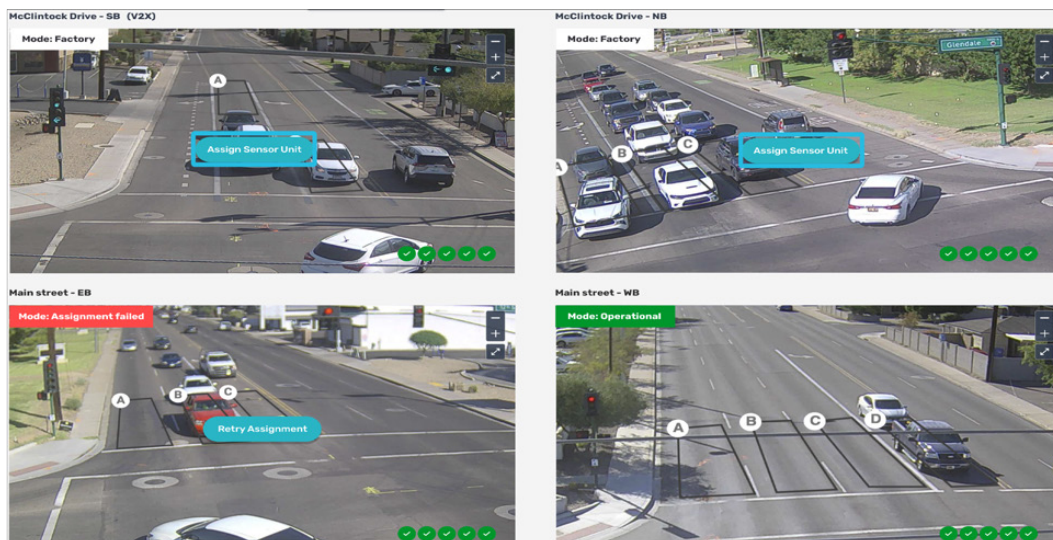 McClintock Drive - SB (V2X)
Mode: Factory
A
Assign Sensor Unit
McClintock Drive - NB
Mode: Factory
Glendale
A
B
C
Assign Sensor Unit
Main street - EB
Mode: Assignment failed
A
B
C
Retry Assignment
Main street - WB
Mode: Operational
A
B
C
D